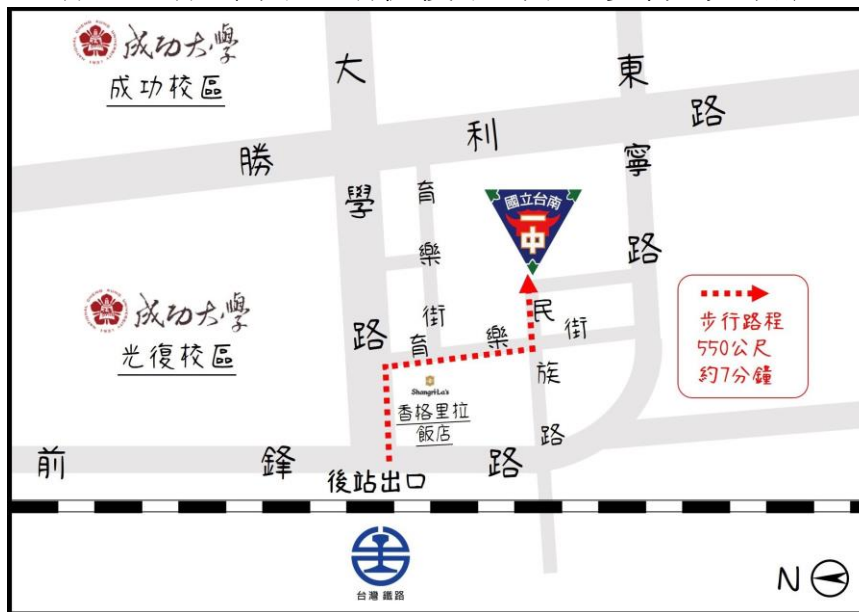 成功大學
成功校區
大學路
勝利路
東寧路
育樂街
國立台南
一中
成功大學
光復校區
育樂街
民族路
步行路程
550公尺
約7分鐘
Shangri-La's
香格里拉
飯店
前鋒路
後站出口
台灣鐵路
N